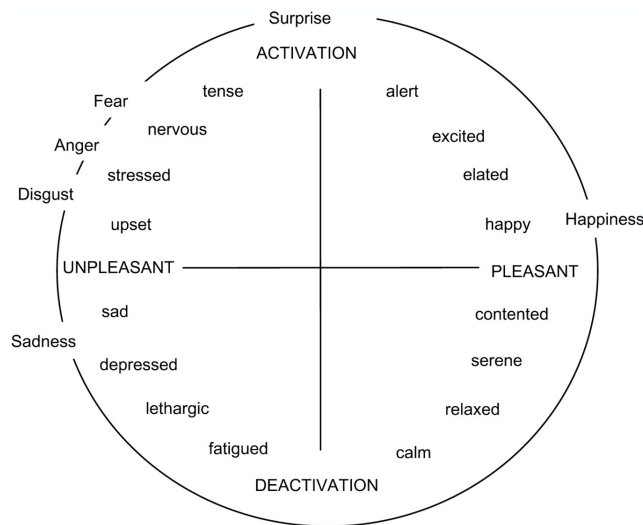 Surprise
ACTIVATION
tense
alert
Fear
nervous
excited
Anger
stressed
elated
Disgust
upset
happy
Happiness
UNPLEASANT
PLEASANT
sad
contented
Sadness
depressed
serene
lethargic
relaxed
fatigued
calm
DEACTIVATION